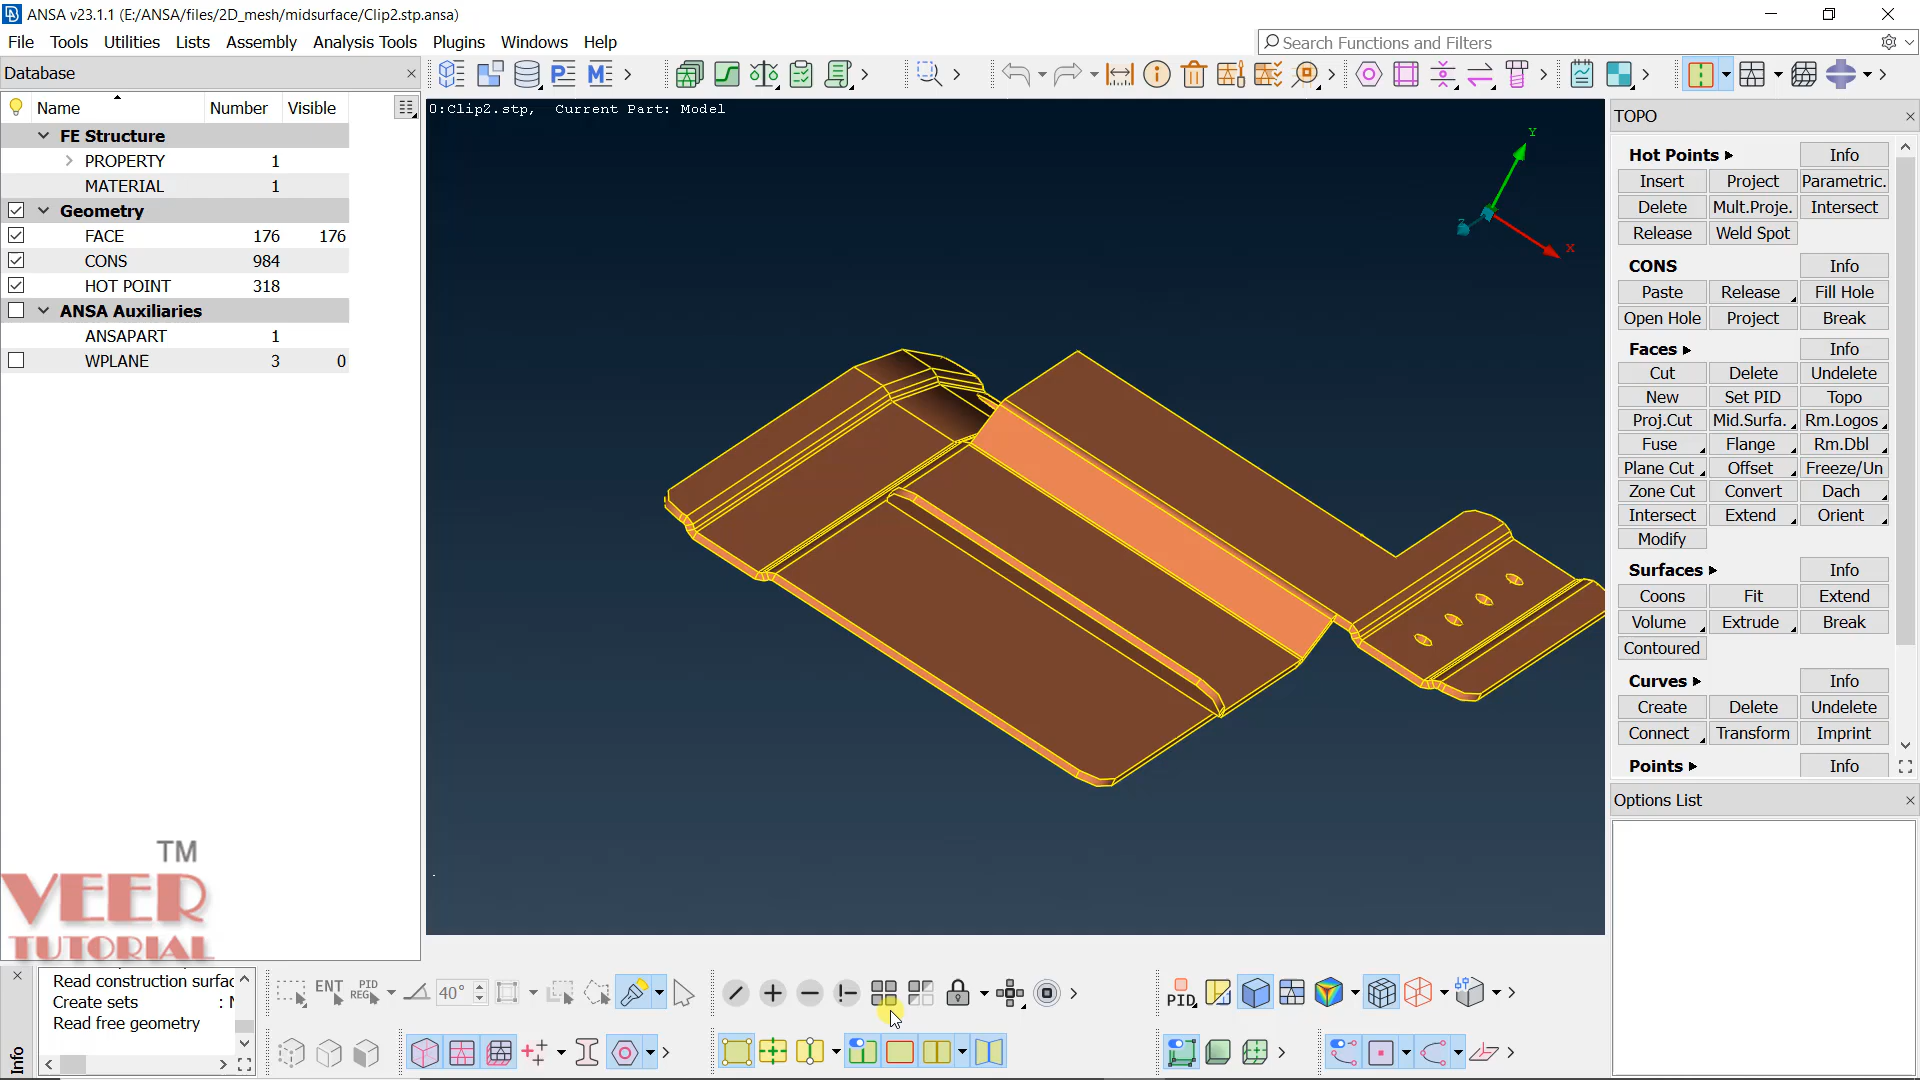 ANSA v23.1.1 (E:/ANSA/files/2D_mesh/midsurface/Clip2.stp.ansa)
File Tools Utilities Lists Assembly Analysis Tools Plugins Windows Help
Search Functions and Filters
Database
Name Number Visible
FE Structure
PROPERTY 1
MATERIAL 1
Geometry
FACE 176 176
CONS 984
HOT POINT 318
ANSA Auxiliaries
ANSAPART 1
WPLANE 3 0
0:Clip2.stp, Current Part: Model
Y
Z
X
TOPO
Hot Points Info
Insert Project Parametric.
Delete Mult.Proje. Intersect
Release Weld Spot
CONS Info
Paste Release Fill Hole
Open Hole Project Break
Faces Info
Cut Delete Undelete
New Set PID Topo
Proj.Cut Mid.Surfa. Rm.Logos
Fuse Flange Rm.Dbl
Plane Cut Offset Freeze/Un
Zone Cut Convert Dach
Intersect Extend Orient
Modify
Surfaces Info
Coons Fit Extend
Volume Extrude Break
Contoured
Curves Info
Create Delete Undelete
Connect Transform Imprint
Points Info
Options List
TM
VEER
TUTORIAL
Info
Read construction surfac
Create sets :
Read free geometry
ENT
PID
REG
40°
PID